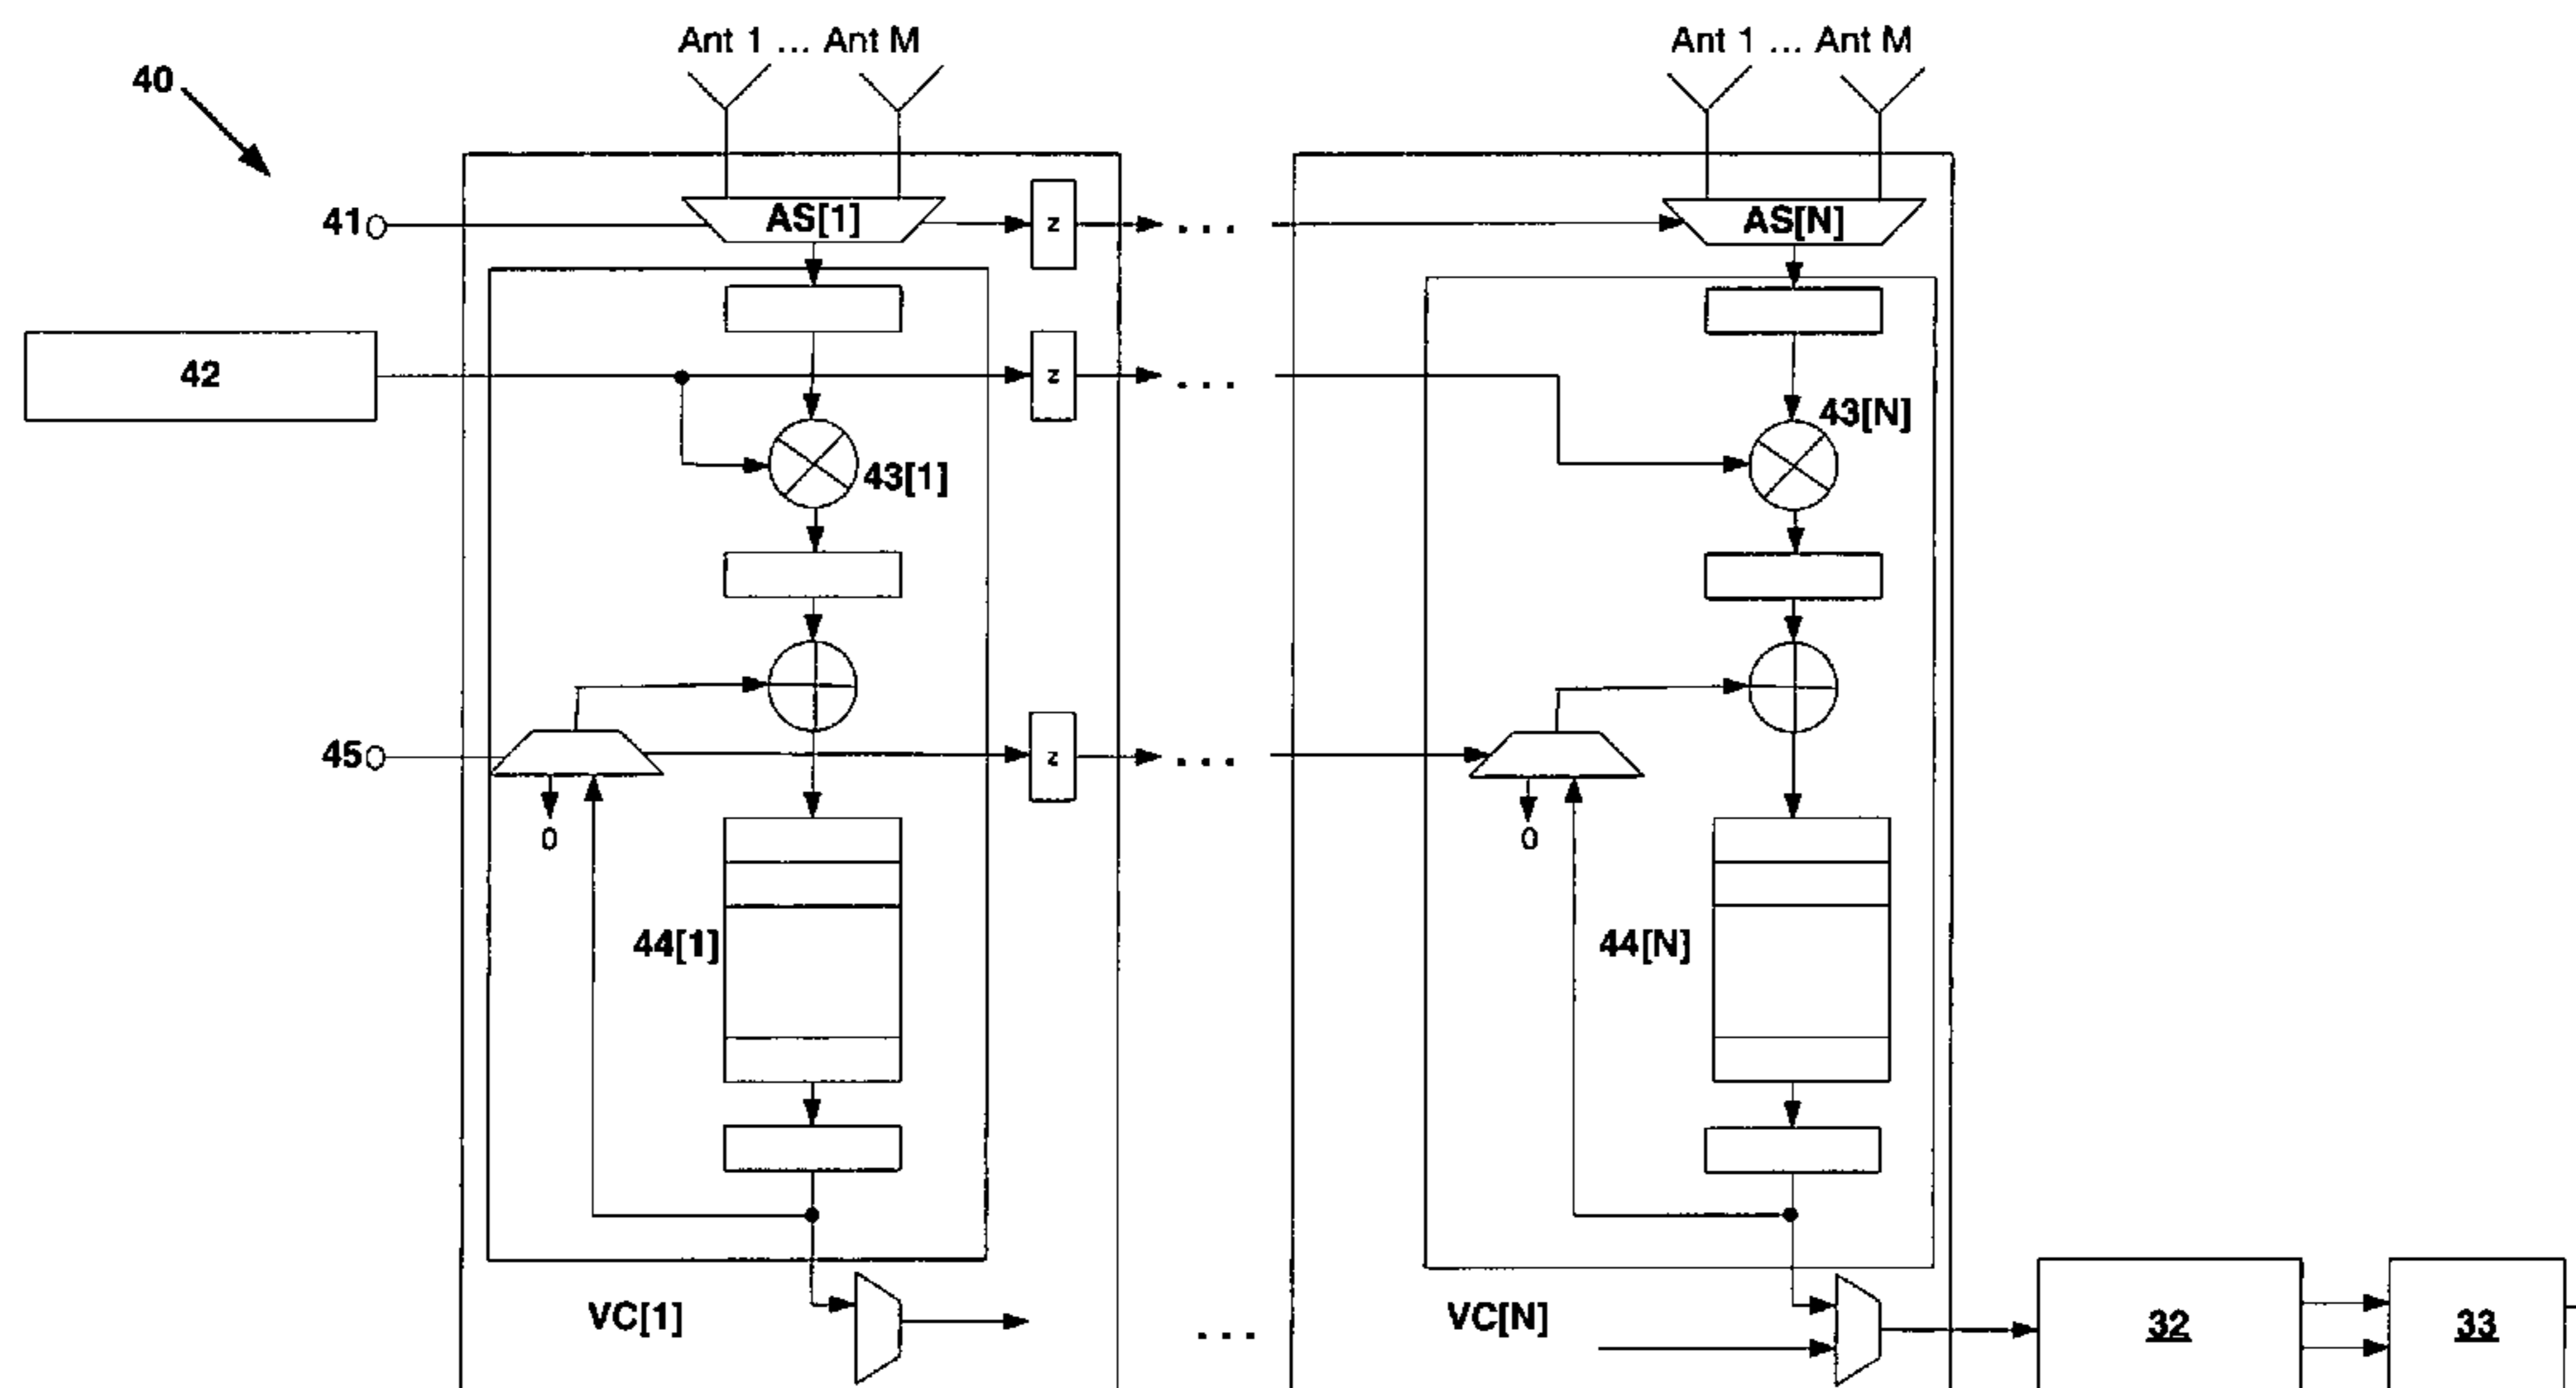 Ant 1 ... Ant M
Ant 1 ... Ant M
40
41
AS[1]
z
...
AS[N]
42
z
...
43[1]
43[N]
45
z
...
0
0
44[1]
44[N]
VC[1]
...
VC[N]
32
33